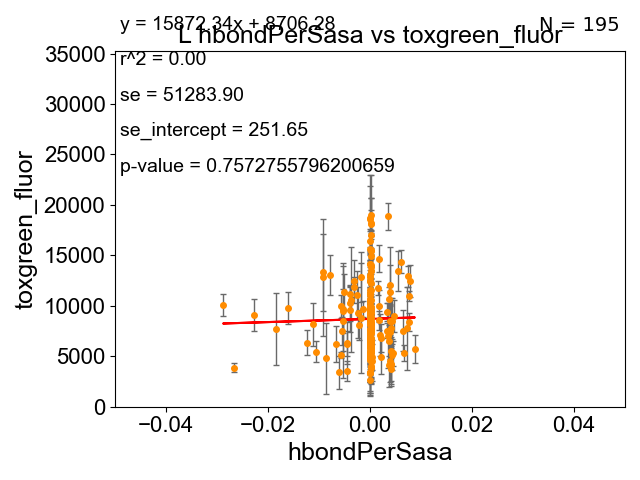 y = 15872.34x + 8706.28
N = 195
L hbondPerSasa vs toxgreen_fluor
r^2 = 0.00
se = 51283.90
se_intercept = 251.65
p-value = 0.7572755796200659
35000
30000
25000
20000
15000
10000
5000
0
toxgreen_fluor
−0.04
−0.02
0.00
0.02
0.04
hbondPerSasa